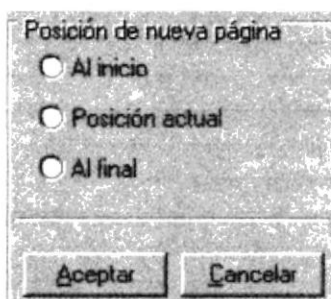 Posición de nueva página
Al inicio
Posición actual
Al final
Aceptar Cancelar